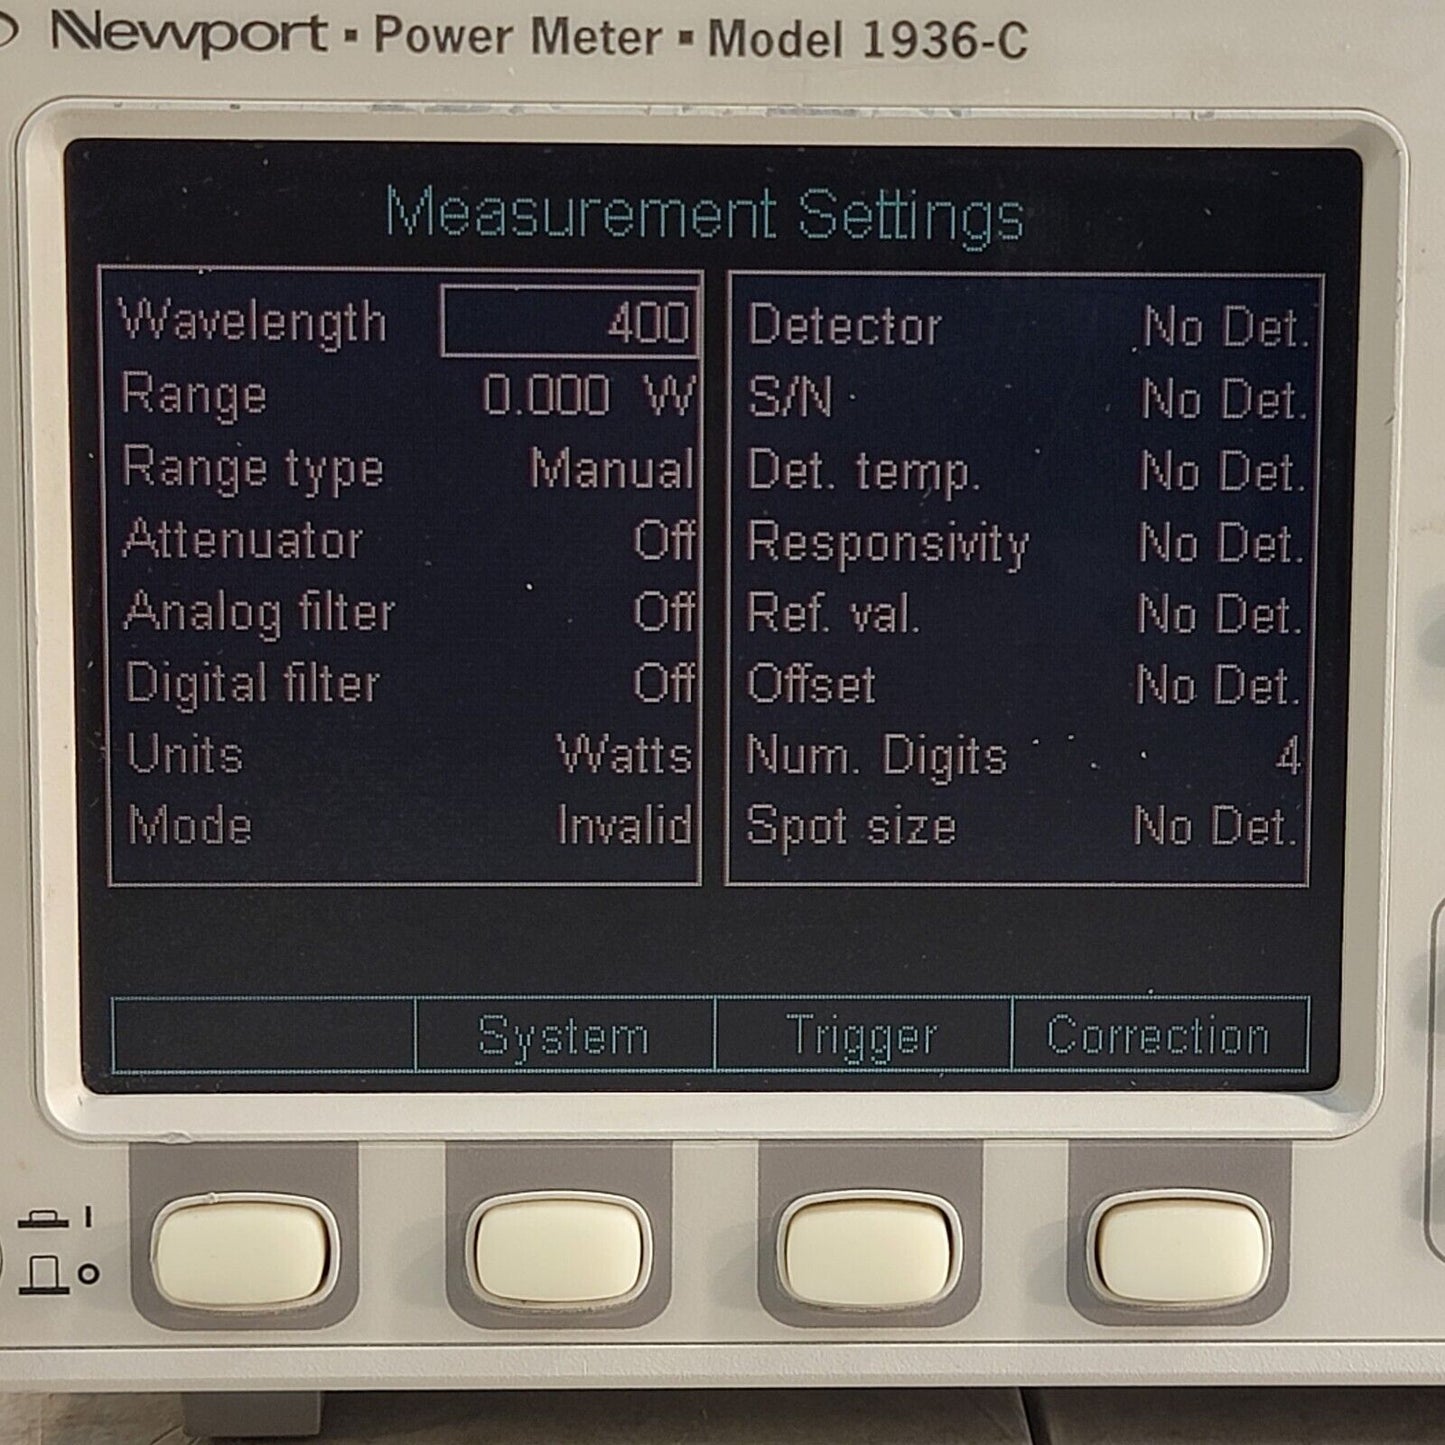 Newport ▪ Power Meter ▪ Model 1936-C
Measurement Settings
Wavelength 400
Range 0.000 W
Range type Manual
Attenuator Off
Analog filter Off
Digital filter Off
Units Watts
Mode Invalid
Detector No Det.
S/N No Det.
Det. temp. No Det.
Responsivity No Det.
Ref. val. No Det.
Offset No Det.
Num. Digits 4
Spot size No Det.
System Trigger Correction